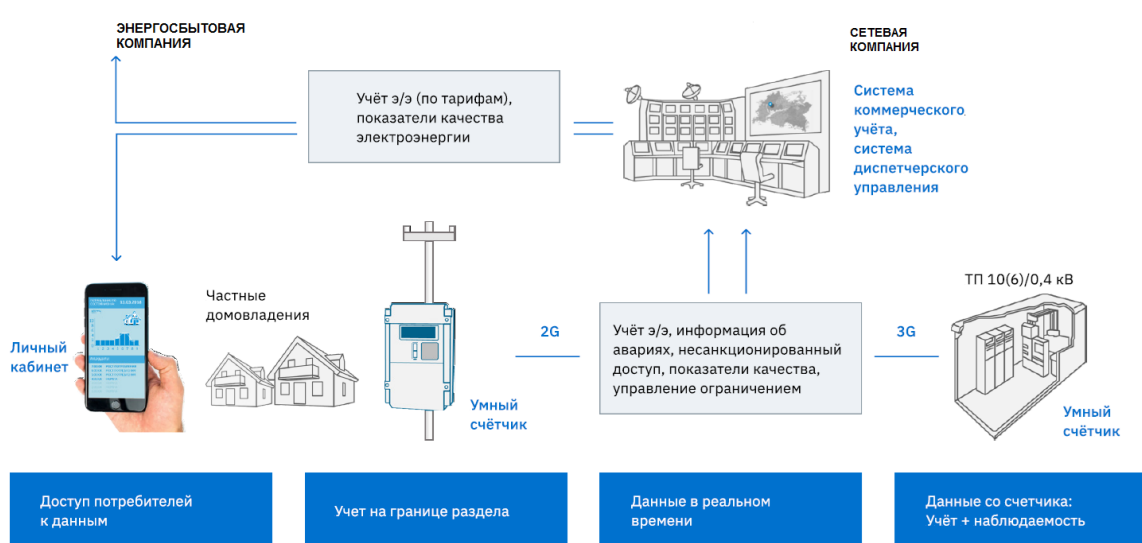 ЭНЕРГОСБЫТОВАЯ
КОМПАНИЯ
СЕТЕВАЯ
КОМПАНИЯ
Учёт э/э (по тарифам),
показатели качества
электроэнергии
Система
коммерческого
учёта,
система
диспетчерского
управления
ТП 10(6)/0,4 кВ
Частные
домовладения
Личный
кабинет
2G
Учёт э/э, информация об
авариях, несанкционированный
доступ, показатели качества,
управление ограничением
3G
Умный
счётчик
Умный
счётчик
Доступ потребителей
к данным
Учет на границе раздела
Данные в реальном
времени
Данные со счетчика:
Учёт + наблюдаемость